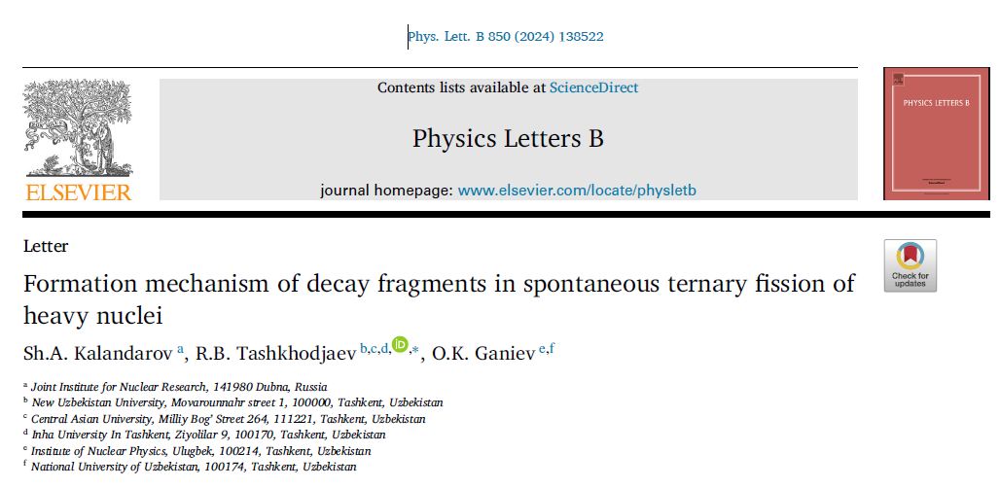 Phys. Lett. B 850 (2024) 138522
Contents lists available at ScienceDirect
Physics Letters B
journal homepage: www.elsevier.com/locate/physletb
ELSEVIER
PHYSICS LETTERS B
Letter
Check for
updates
Formation mechanism of decay fragments in spontaneous ternary fission of
heavy nuclei
Sh.A. Kalandarov a, R.B. Tashkhodjaev b,c,d, iD,*, O.K. Ganiev e,f
a Joint Institute for Nuclear Research, 141980 Dubna, Russia
b New Uzbekistan University, Movarounnahr street 1, 100000, Tashkent, Uzbekistan
c Central Asian University, Milliy Bog' Street 264, 111221, Tashkent, Uzbekistan
d Inha University In Tashkent, Ziyolilar 9, 100170, Tashkent, Uzbekistan
e Institute of Nuclear Physics, Ulugbek, 100214, Tashkent, Uzbekistan
f National University of Uzbekistan, 100174, Tashkent, Uzbekistan